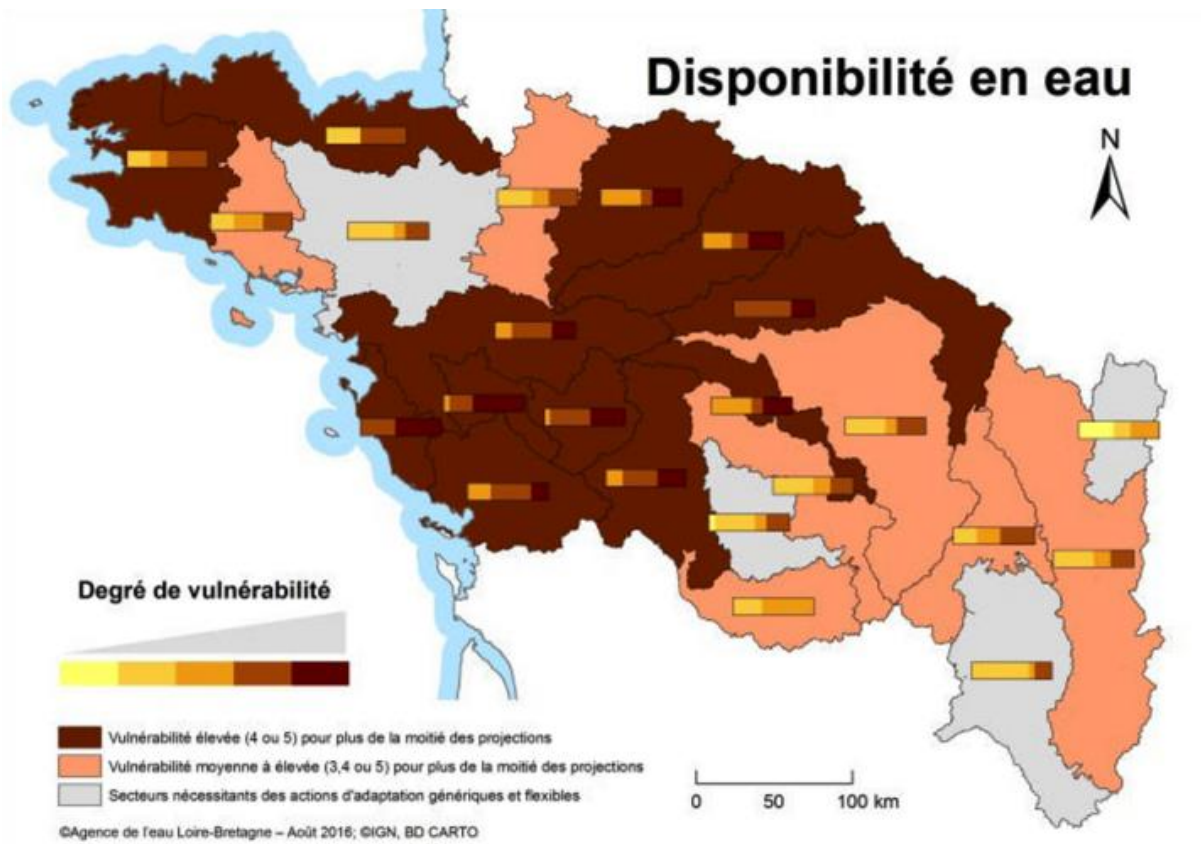 Disponibilité en eau
N
Degré de vulnérabilité
Vulnérabilité élevée (4 ou 5) pour plus de la moitié des projections
Vulnérabilité moyenne à élevée (3,4 ou 5) pour plus de la moitié des projections
Secteurs nécessitants des actions d'adaptation génériques et flexibles
0 50 100 km
©Agence de l'eau Loire-Bretagne – Août 2016; ©IGN, BD CARTO